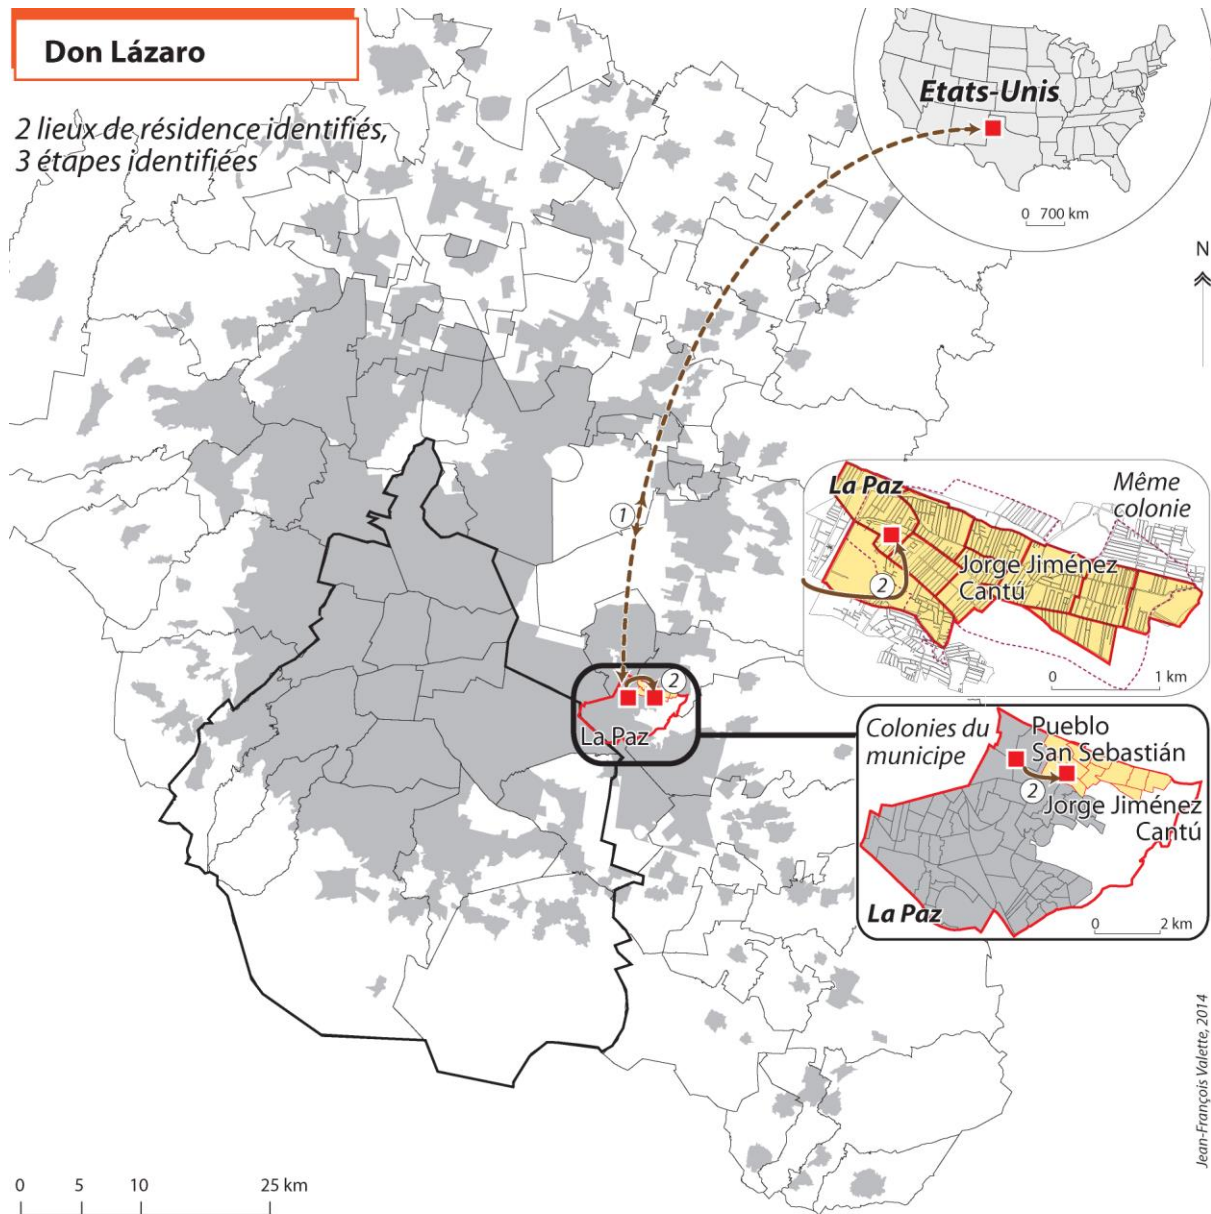 Don Lázaro
2 lieux de résidence identifiés,
3 étapes identifiées
Etats-Unis
0 700 km
N
1
La Paz
Même
colonie
Jorge Jiménez
Cantú
2
0 1 km
2
La Paz
Colonies du
municipe
Pueblo
San Sebastián
2
Jorge Jiménez
Cantú
La Paz
0 2 km
Jean-François Valette, 2014
0 5 10 25 km